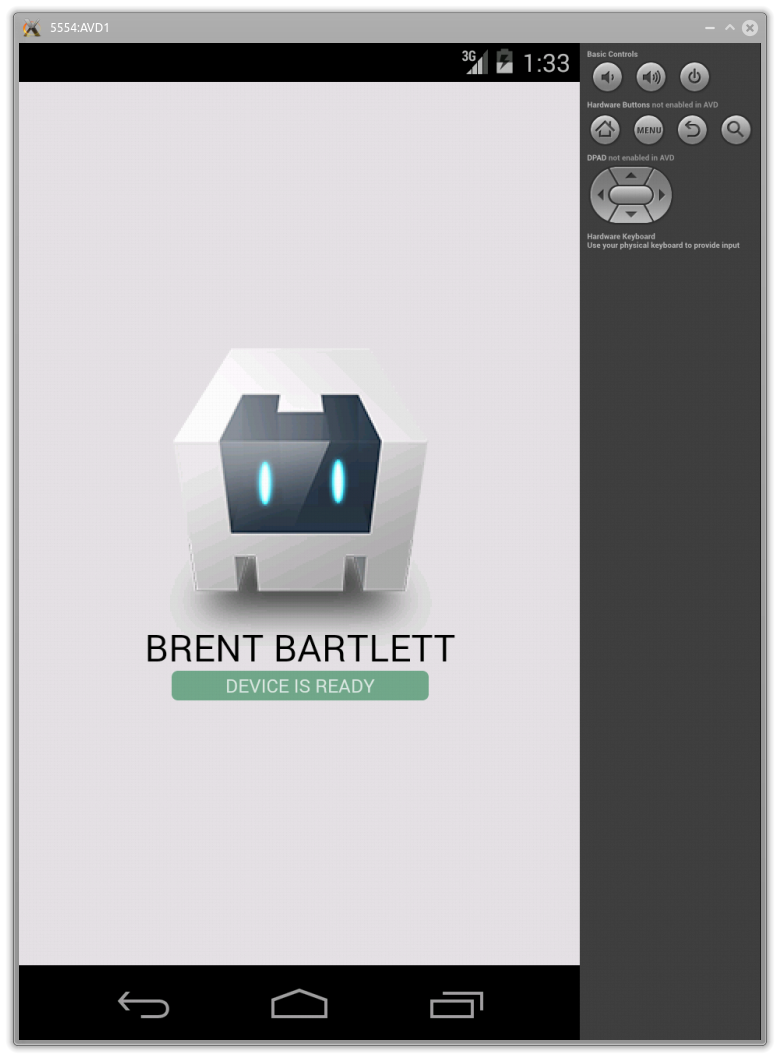 5554:AVD1
3G 1:33
BRENT BARTLETT
DEVICE IS READY
Basic Controls
Hardware Buttons not enabled in AVD
MENU
DPAD not enabled in AVD
Hardware Keyboard
Use your physical keyboard to provide input